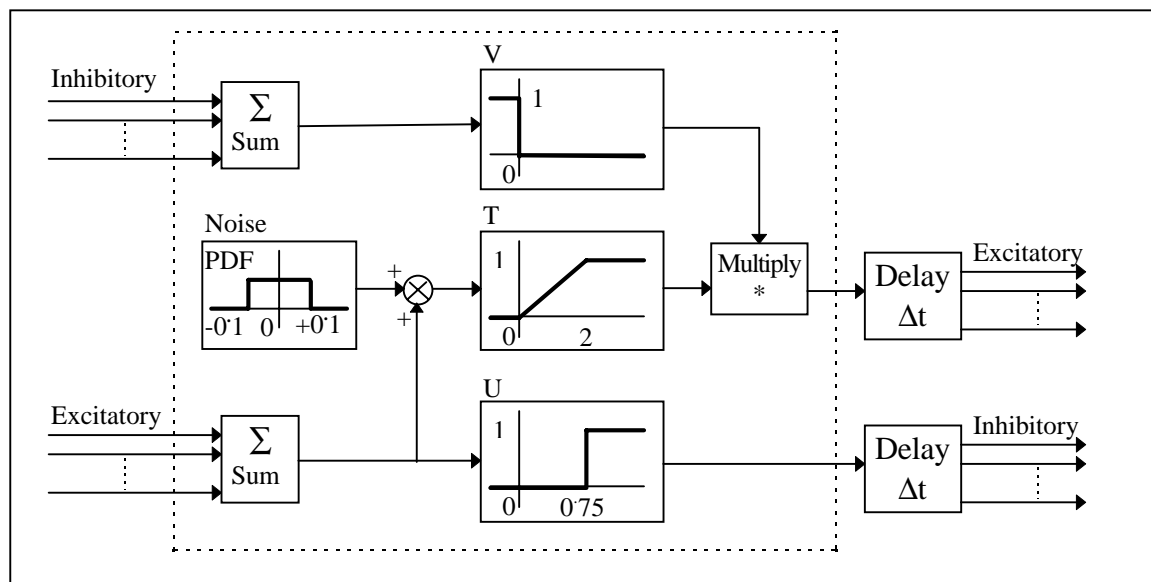 V
Inhibitory
Σ
Sum
1
0
Noise
PDF
-0.1 0 +0.1
+
+
T
1
0 2
Multiply
*
Excitatory
Delay
Δt
Excitatory
Σ
Sum
U
1
0 0.75
Inhibitory
Delay
Δt